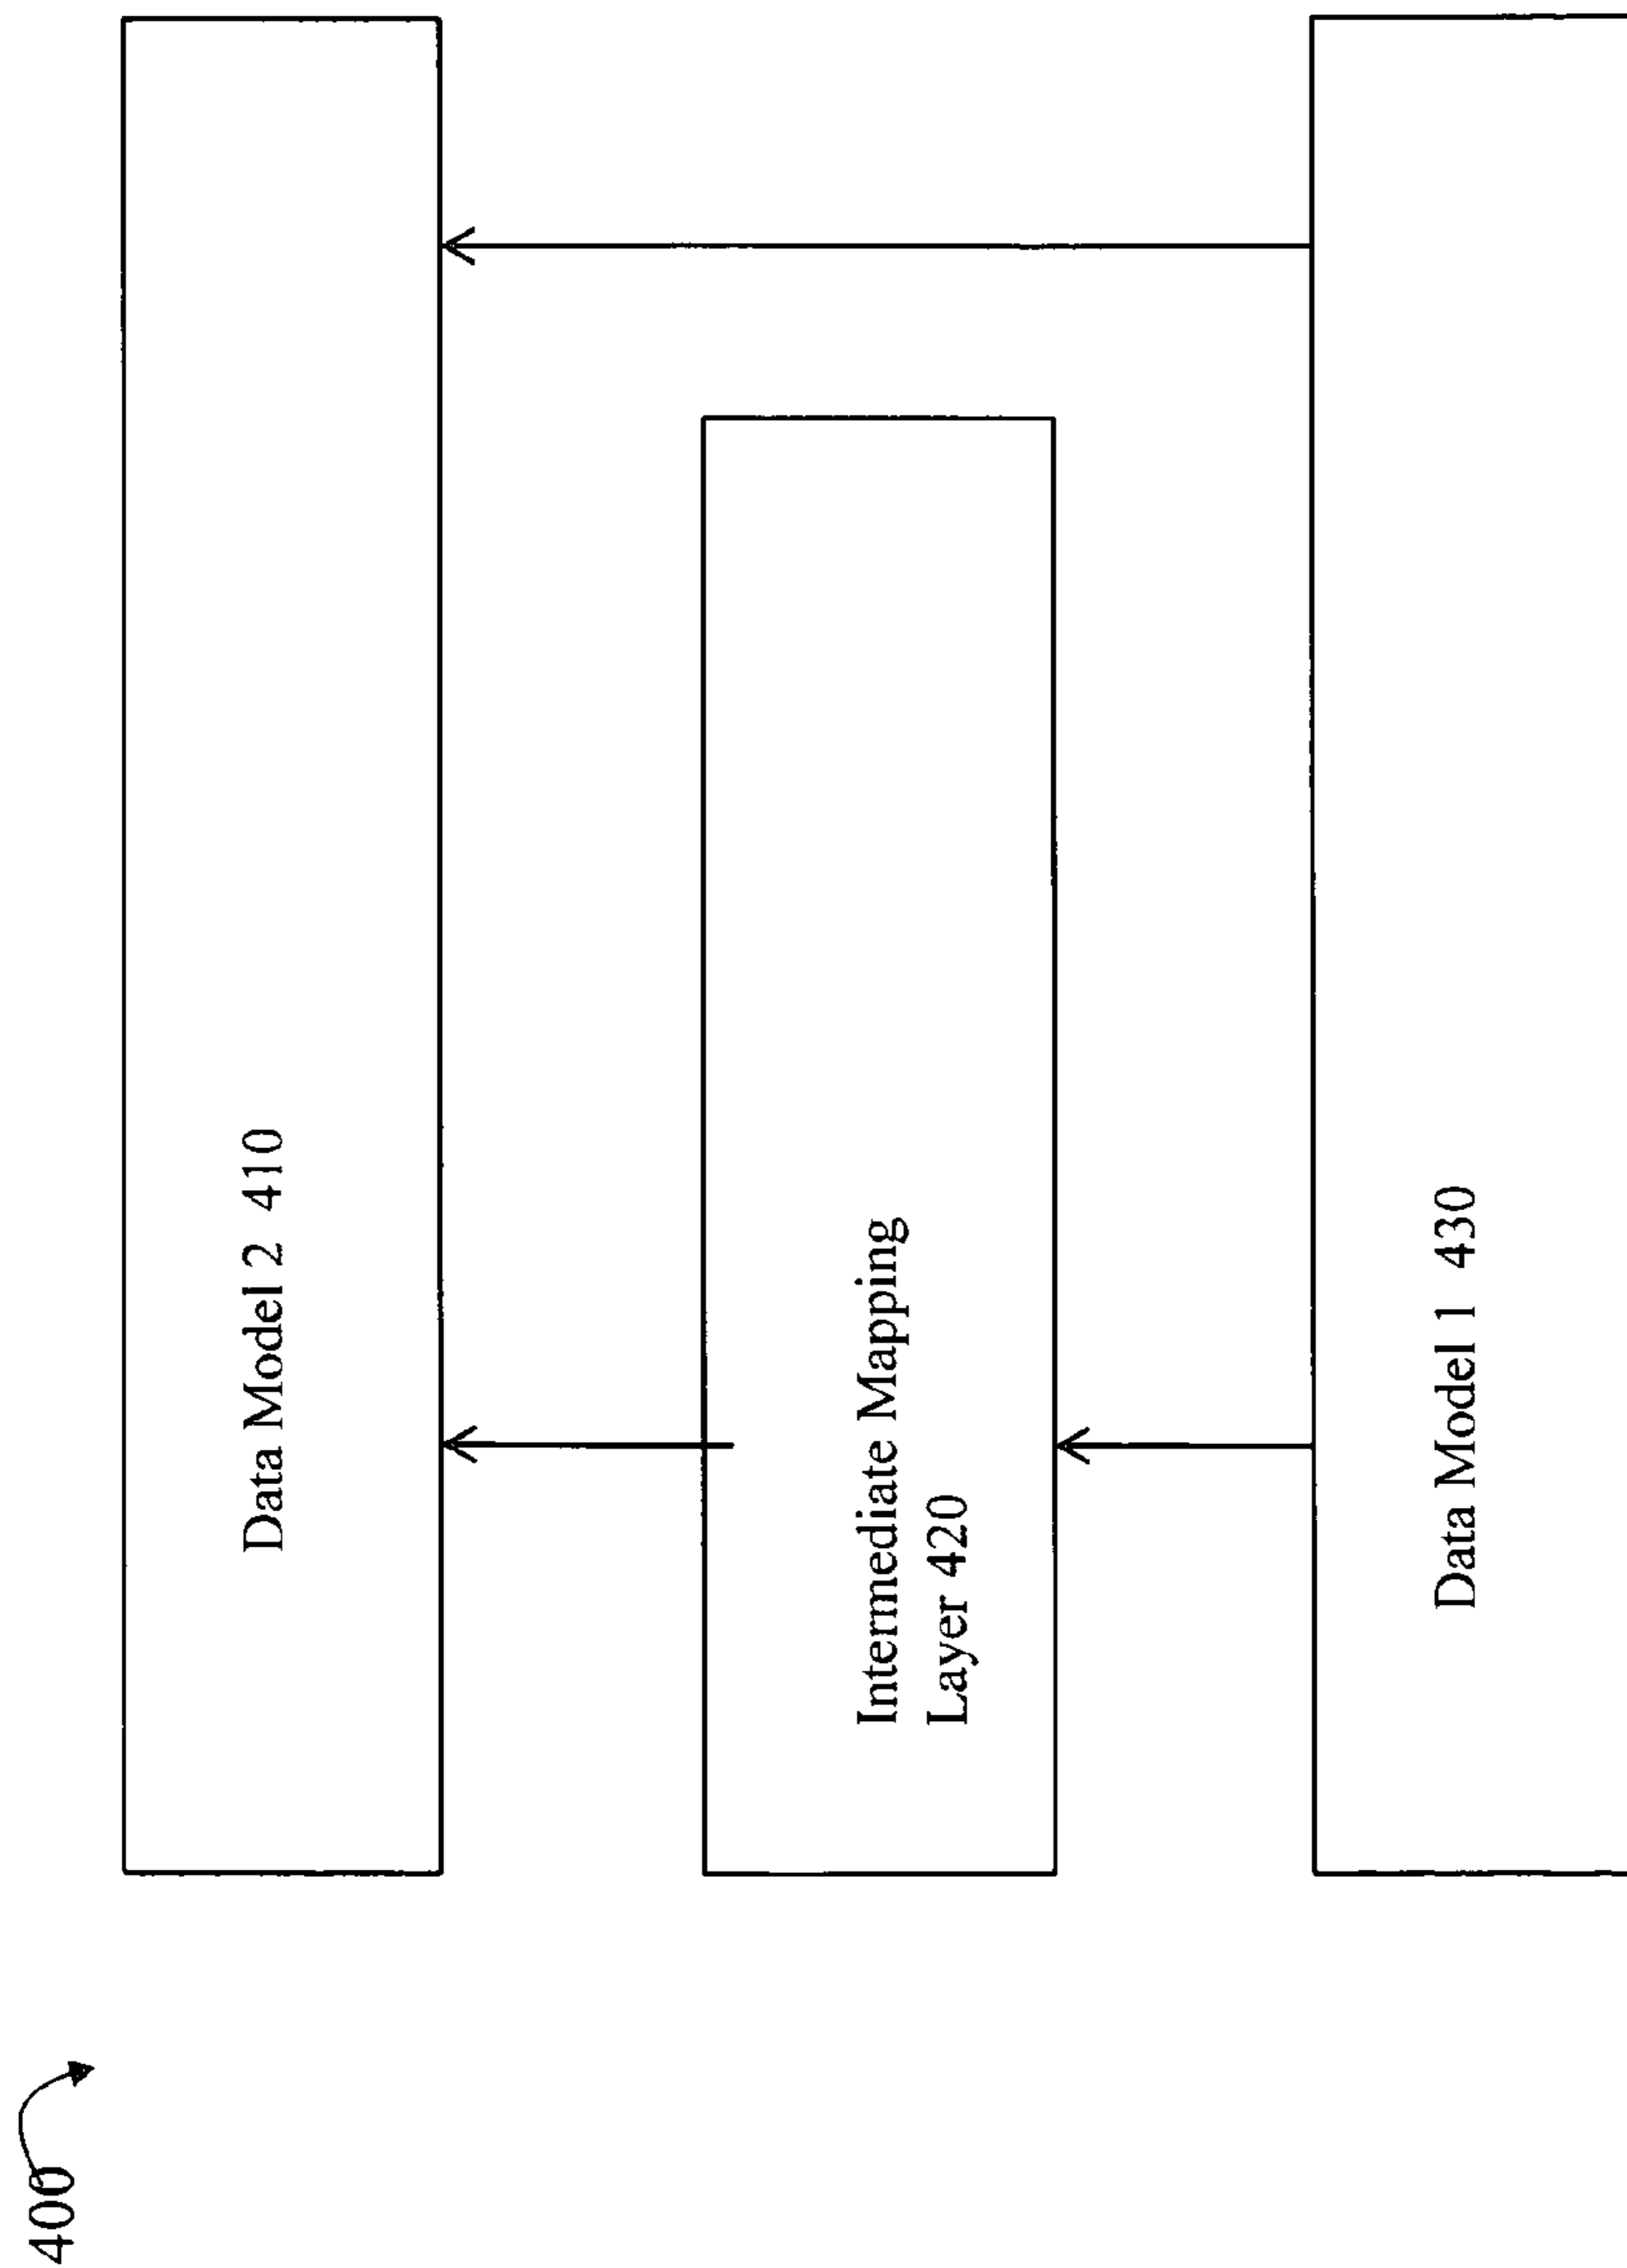 400
Data Model 2 410
Intermediate Mapping
Layer 420
Data Model 1 430